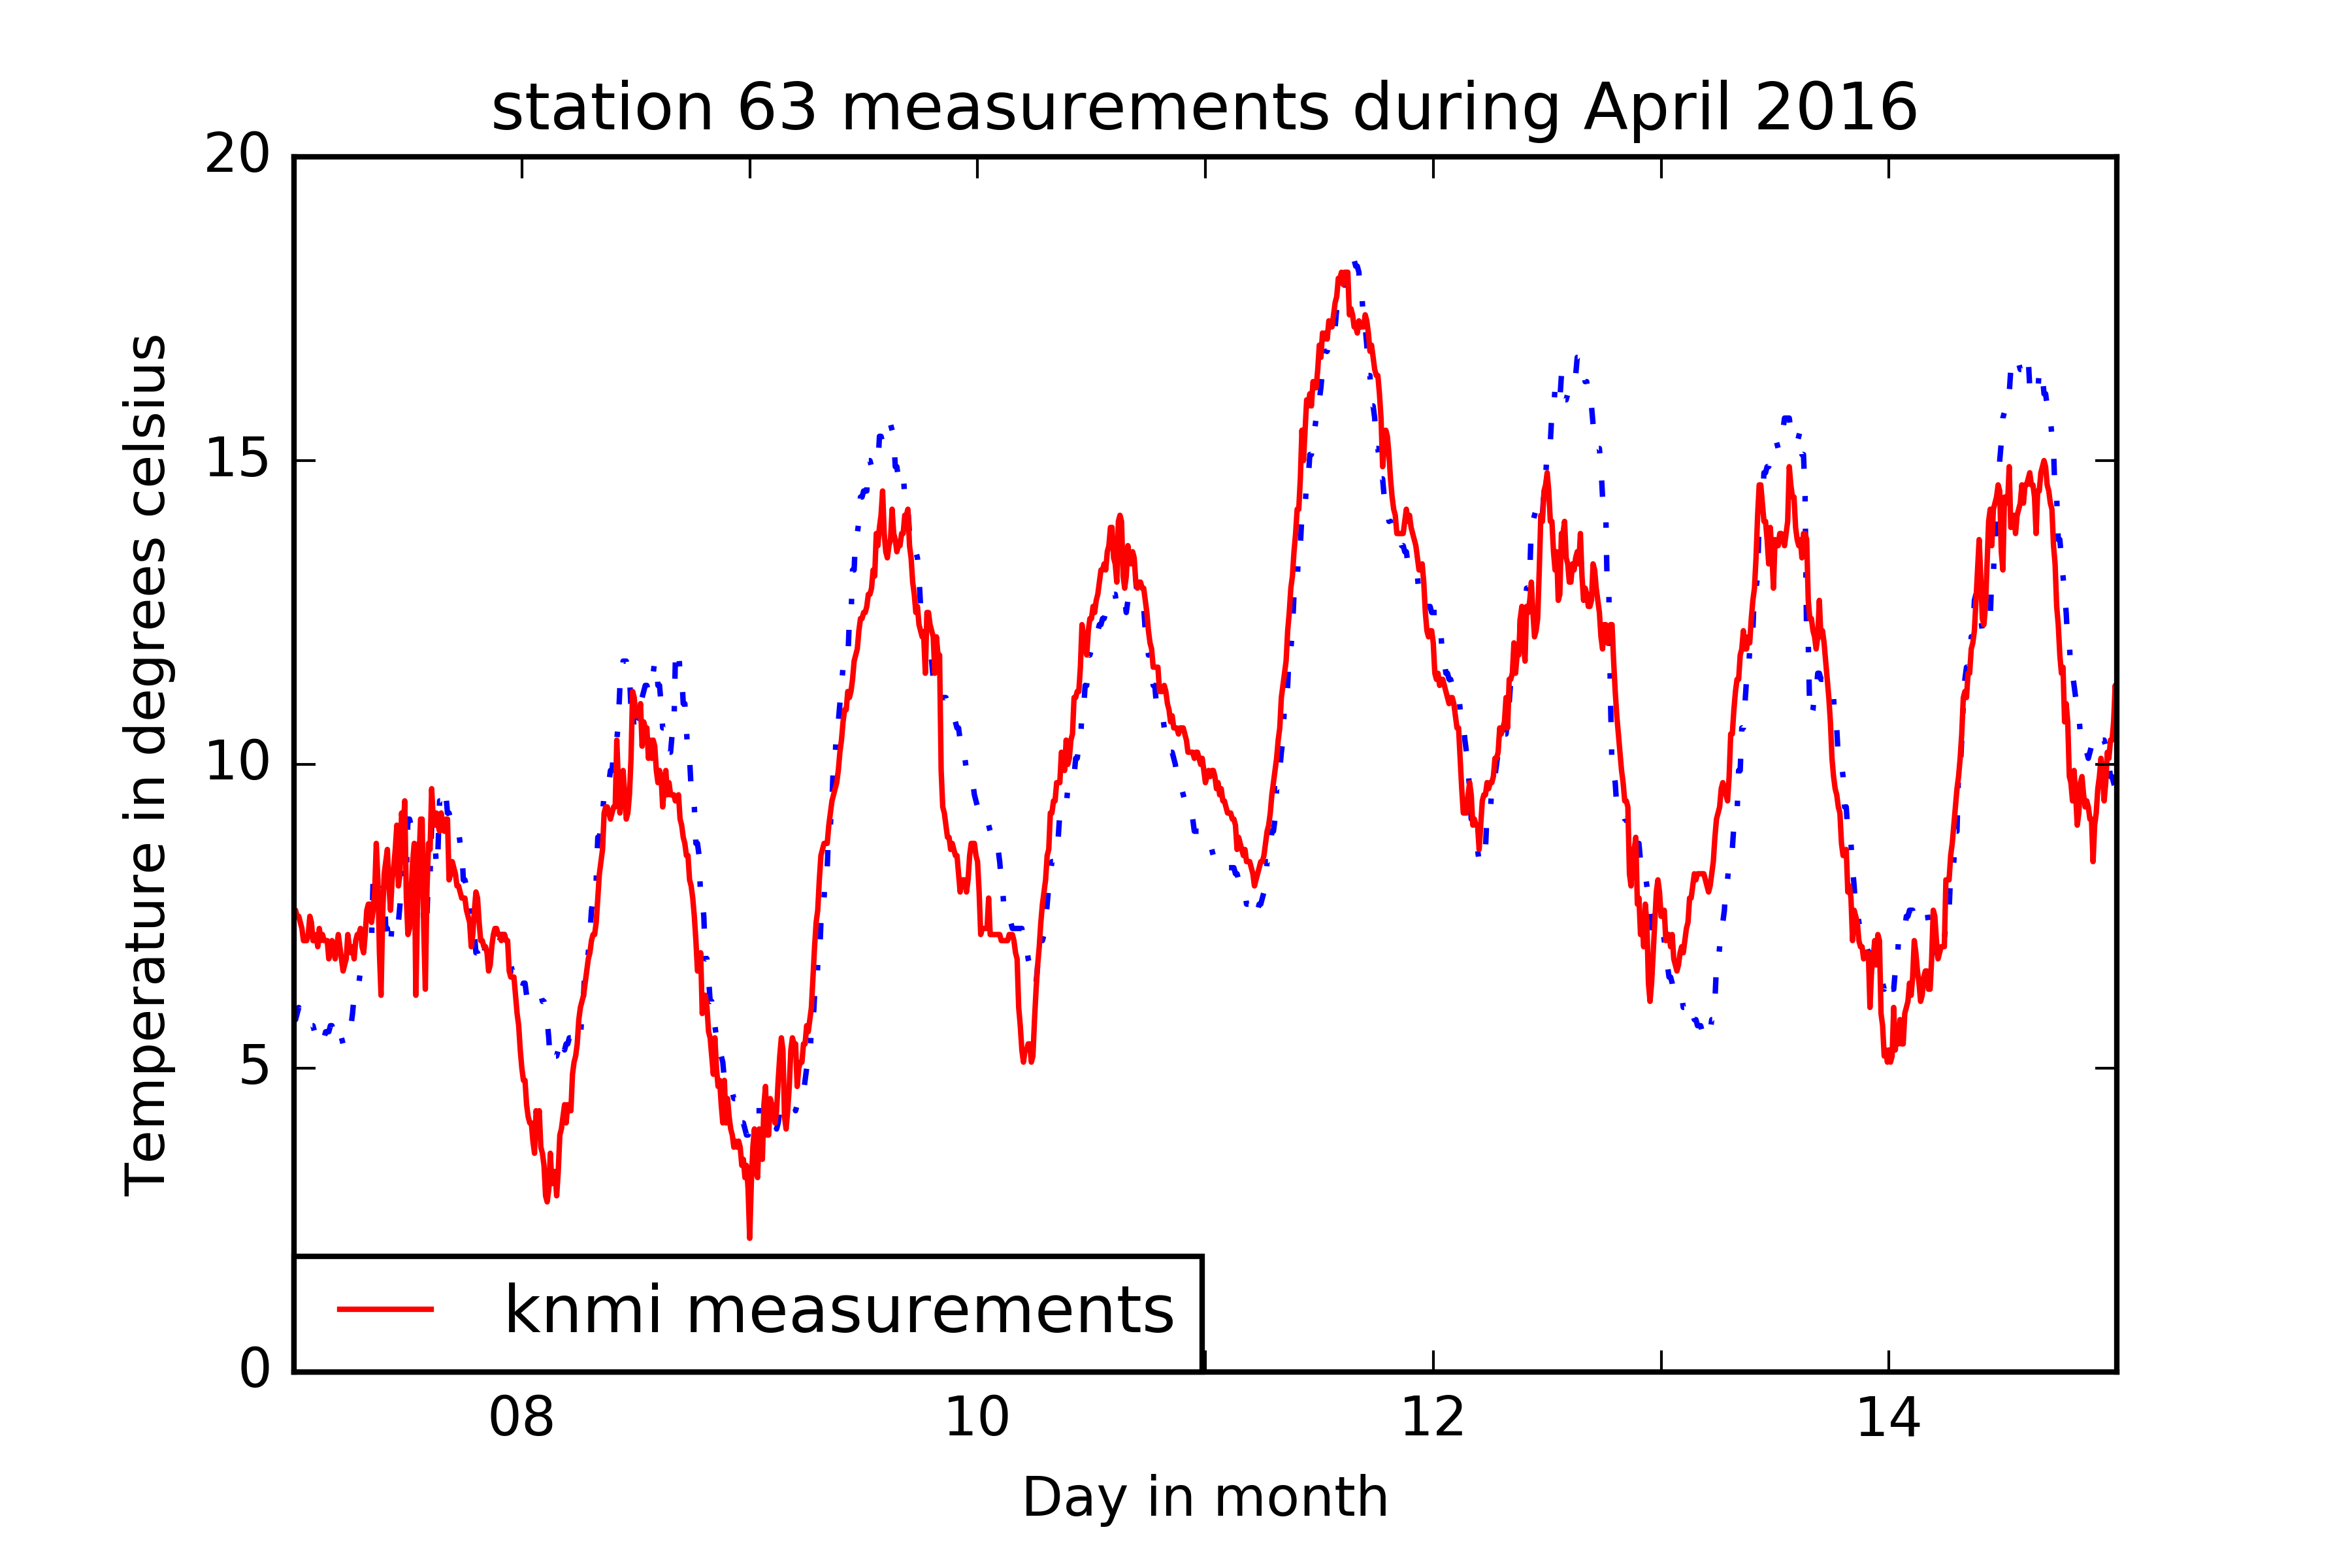 station 63 measurements during April 2016
20
15
10
5
0
Temperature in degrees celsius
knmi measurements
08 10 12 14
Day in month